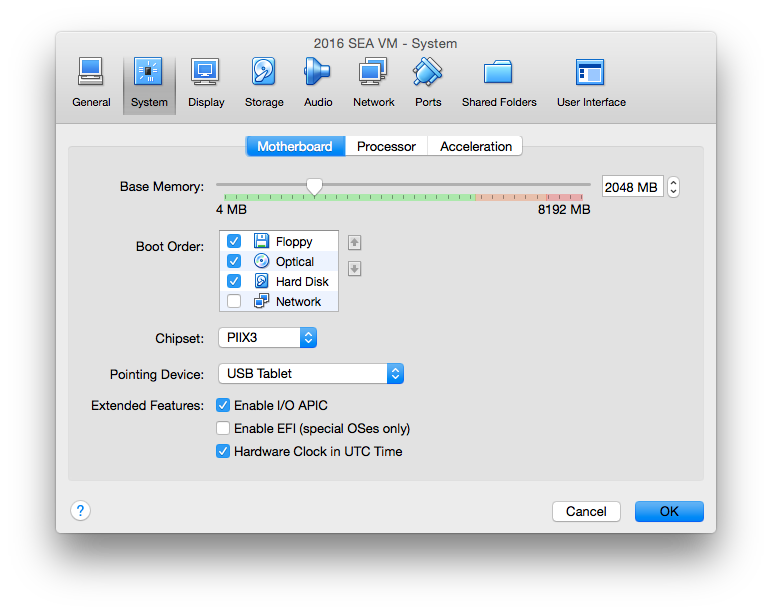 2016 SEA VM - System
General System Display Storage Audio Network Ports Shared Folders User Interface
Motherboard Processor Acceleration
Base Memory: 2048 MB
4 MB 8192 MB
Boot Order: Floppy
Optical
Hard Disk
Network
Chipset: PIIX3
Pointing Device: USB Tablet
Extended Features: Enable I/O APIC
Enable EFI (special OSes only)
Hardware Clock in UTC Time
? Cancel OK